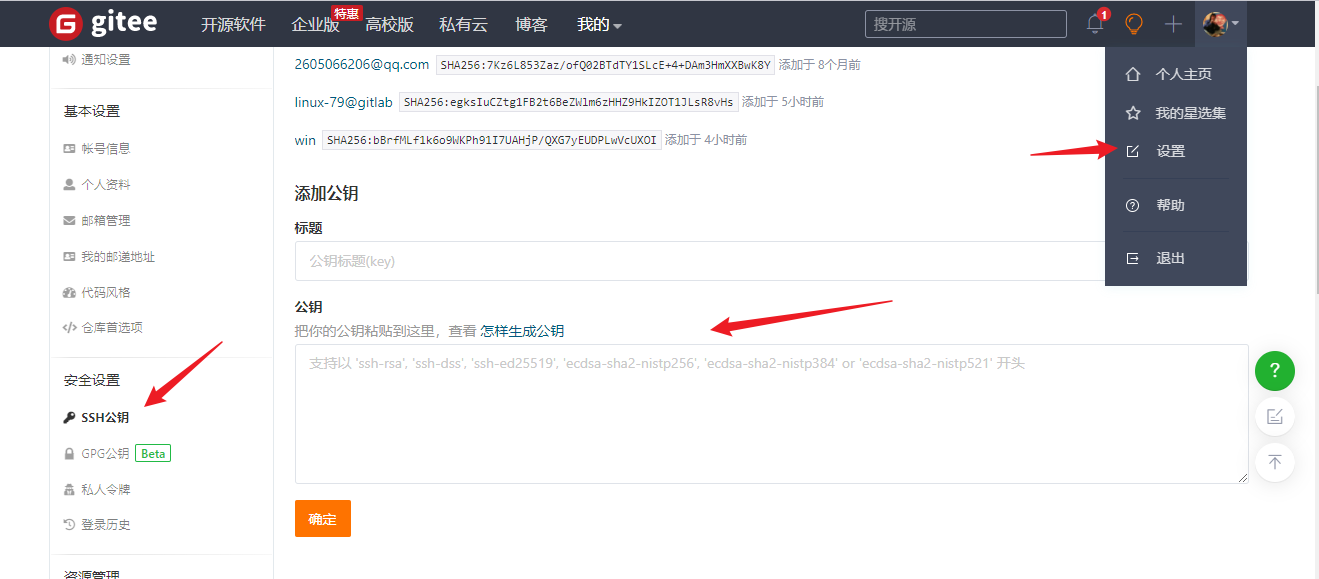 gitee 开源软件 企业版 特惠 高校版 私有云 博客 我的 搜开源 1
通知设置
基本设置
帐号信息
个人资料
邮箱管理
我的邮递地址
代码风格
仓库首选项
安全设置
SSH公钥
GPG公钥 Beta
私人令牌
登录历史
资源管理
2605066206@qq.com SHA256:7Kz6L853Zaz/ofQ02BTdTY1SLcE+4+DAm3HmXXBwK8Y 添加于 8个月前
linux-79@gitlab SHA256:egksIuCZtg1FB2t6BeZWlm6zHHZ9HkIZOT1JLsR8vHs 添加于 5小时前
win SHA256:bBrfMLf1k6o9WKPh91I7UAHjP/QXG7yEUDPLwVcUXOI 添加于 4小时前
添加公钥
标题
公钥标题(key)
公钥
把你的公钥粘贴到这里，查看 怎样生成公钥
支持以 'ssh-rsa', 'ssh-dss', 'ssh-ed25519', 'ecdsa-sha2-nistp256', 'ecdsa-sha2-nistp384' or 'ecdsa-sha2-nistp521' 开头
确定
个人主页
我的星选集
设置
帮助
退出
?